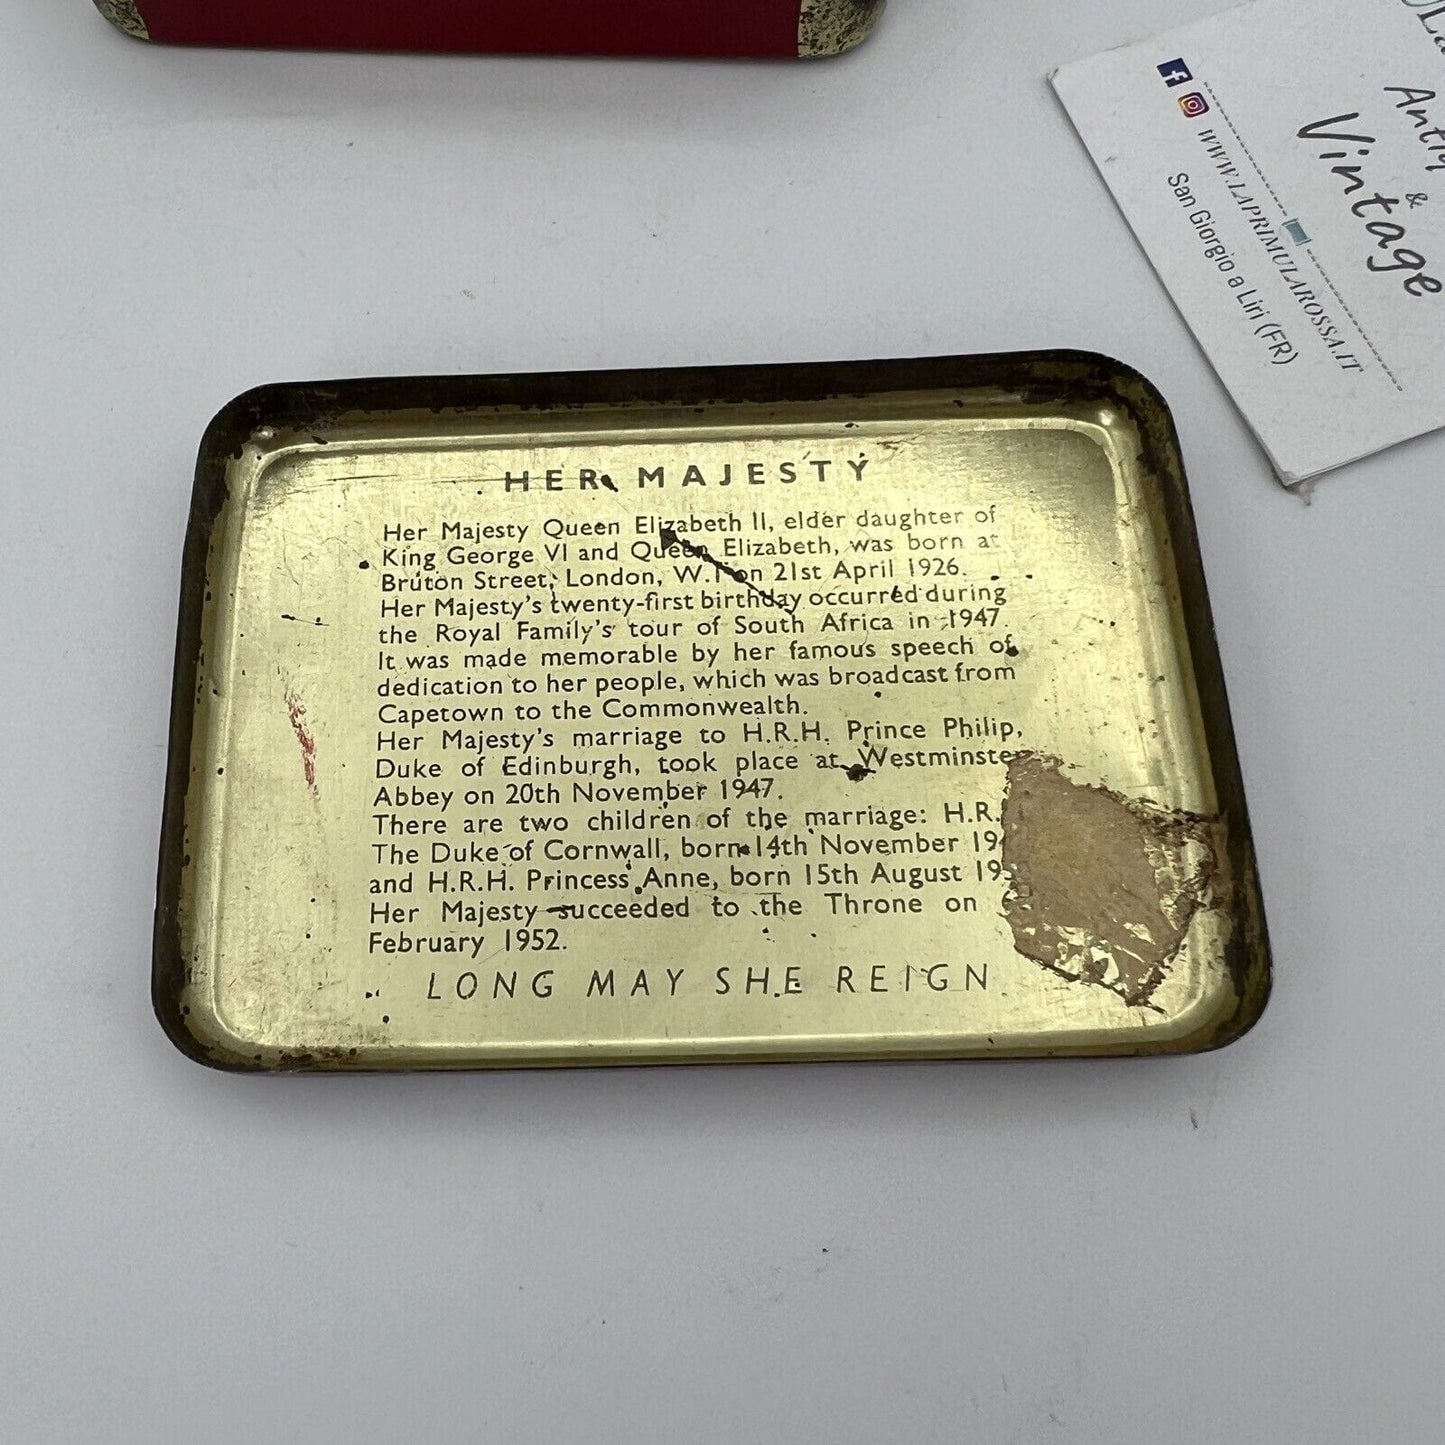 Antiq
&
Vintage
WWW.LAPRIMULAROSSA.IT
San Giorgio a Liri (FR)
HER MAJESTY
Her Majesty Queen Elizabeth II, elder daughter of
King George VI and Queen Elizabeth, was born at
Bruton Street, London, W.1 on 21st April 1926.
Her Majesty's twenty-first birthday occurred during
the Royal Family's tour of South Africa in 1947.
It was made memorable by her famous speech of
dedication to her people, which was broadcast from
Capetown to the Commonwealth.
Her Majesty's marriage to H.R.H. Prince Philip,
Duke of Edinburgh, took place at Westminster
Abbey on 20th November 1947.
There are two children of the marriage: H.R.
The Duke of Cornwall, born 14th November 19
and H.R.H. Princess Anne, born 15th August 19
Her Majesty succeeded to the Throne on
February 1952.
LONG MAY SHE REIGN